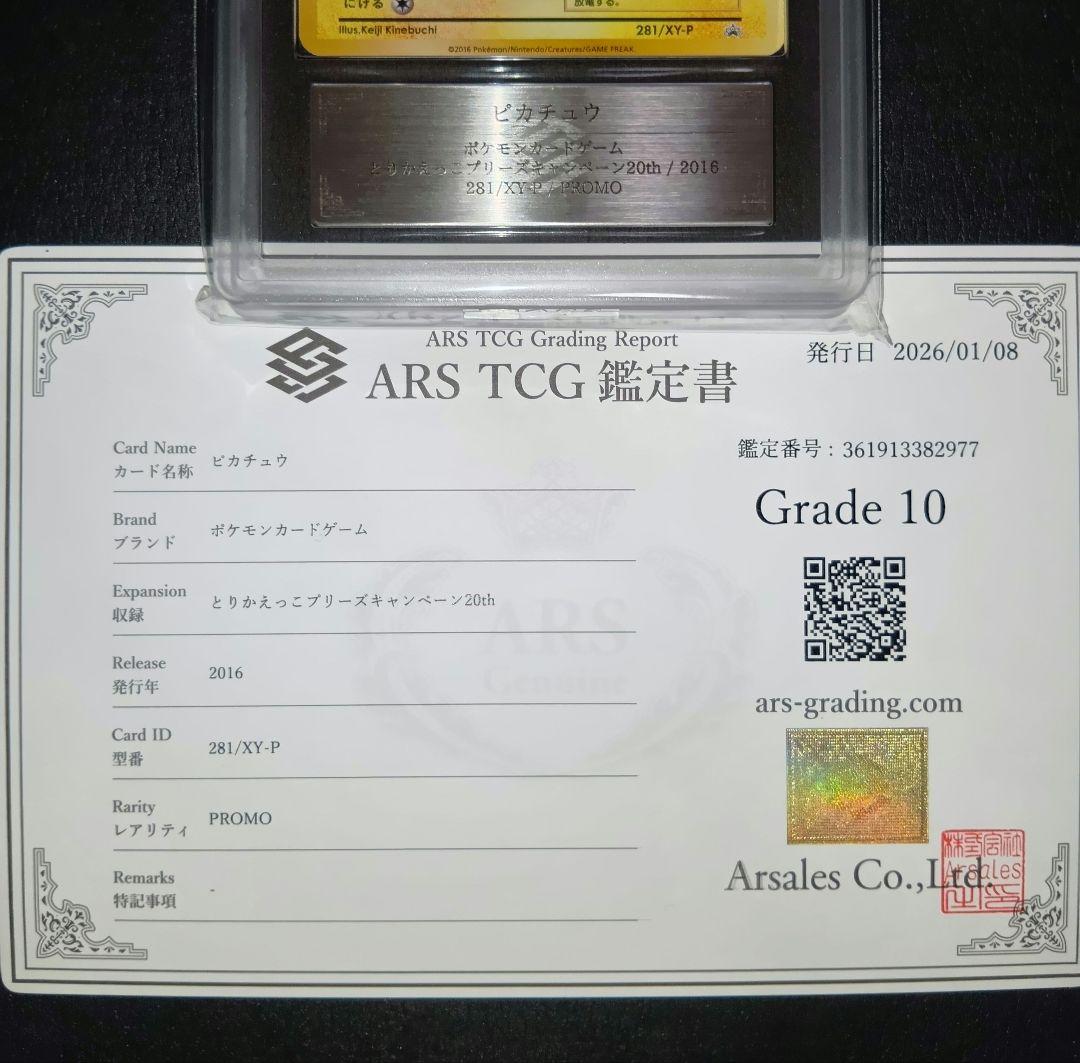 にげる
放電する。
Illus.Keiji Kinebuchi
281/XY-P
©2016 Pokémon/Nintendo/Creatures/GAME FREAK.
ピカチュウ
ポケモンカードゲーム
とりかえっこプリーズキャンペーン20th / 2016
281/XY-P / PROMO
ARS TCG Grading Report
ARS TCG 鑑定書
発行日 2026/01/08
鑑定番号 : 361913382977
Grade 10
Card Name
カード名称
ピカチュウ
Brand
ブランド
ポケモンカードゲーム
Expansion
収録
とりかえっこプリーズキャンペーン20th
Release
発行年
2016
Card ID
型番
281/XY-P
Rarity
レアリティ
PROMO
Remarks
特記事項
-
ARS
Genuine
ars-grading.com
Arsales Co.,Ltd.
株式会社
Arsales